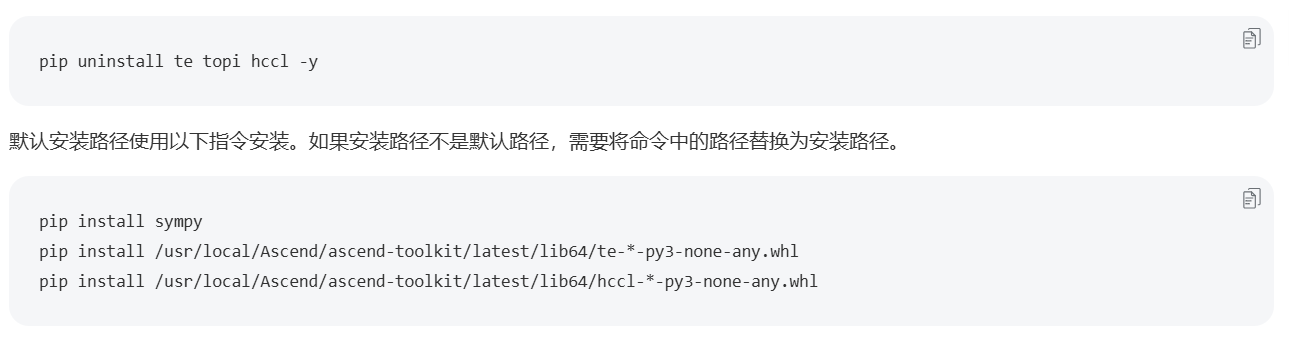 pip uninstall te topi hccl -y
默认安装路径使用以下指令安装。如果安装路径不是默认路径，需要将命令中的路径替换为安装路径。
pip install sympy
pip install /usr/local/Ascend/ascend-toolkit/latest/lib64/te-*-py3-none-any.whl
pip install /usr/local/Ascend/ascend-toolkit/latest/lib64/hccl-*-py3-none-any.whl